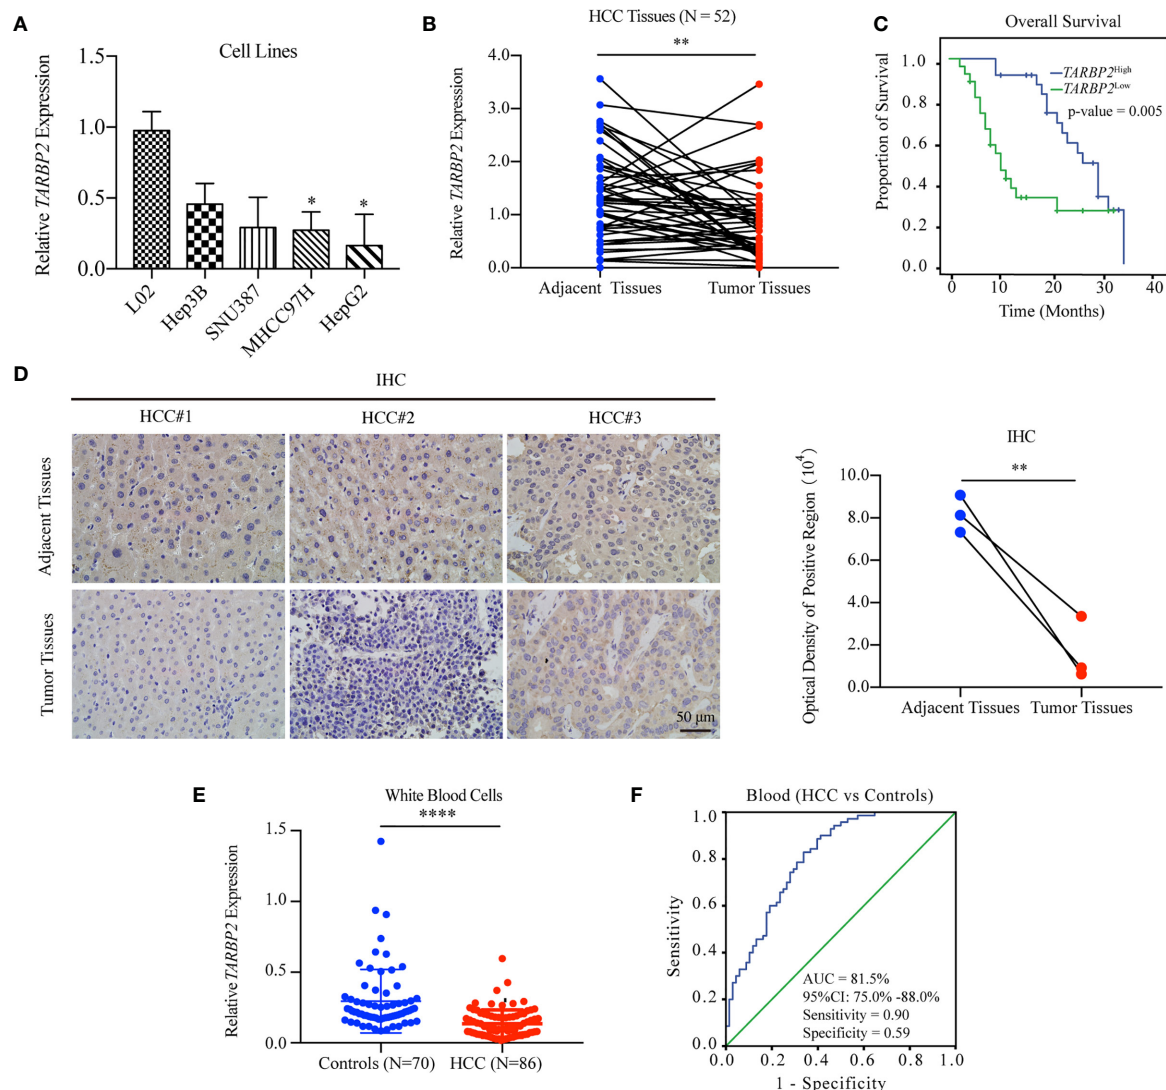 A
Cell Lines
Relative TARBP2 Expression
1.5
1.0
0.5
0.0
*
*
L02
Hep3B
SNU387
MHCC97H
HepG2
B
HCC Tissues (N = 52)
**
Relative TARBP2 Expression
4.0
3.0
2.0
1.0
0.0
Adjacent Tissues
Tumor Tissues
C
Overall Survival
Proportion of Survival
1.0
0.8
0.6
0.4
0.2
0.0
TARBP2High
TARBP2Low
p-value = 0.005
0 10 20 30 40
Time (Months)
D
IHC
HCC#1
HCC#2
HCC#3
Adjacent Tissues
Tumor Tissues
50 μm
IHC
**
Optical Density of Positive Region (10⁴)
10.0
8.0
6.0
4.0
2.0
0.0
Adjacent Tissues
Tumor Tissues
E
White Blood Cells
****
Relative TARBP2 Expression
1.5
1.0
0.5
0.0
Controls (N=70)
HCC (N=86)
F
Blood (HCC vs Controls)
Sensitivity
1.0
0.8
0.6
0.4
0.2
0.0
AUC = 81.5%
95%CI: 75.0% -88.0%
Sensitivity = 0.90
Specificity = 0.59
0.0 0.2 0.4 0.6 0.8 1.0
1 - Specificity